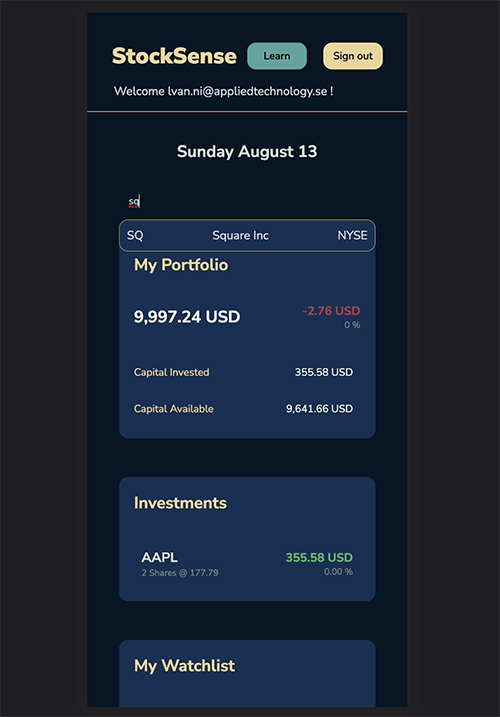 StockSense Learn Sign out
Welcome lvan.ni@appliedtechnology.se !
Sunday August 13
sq
SQ Square Inc NYSE
My Portfolio
9,997.24 USD -2.76 USD
0 %
Capital Invested 355.58 USD
Capital Available 9,641.66 USD
Investments
AAPL 355.58 USD
2 Shares @ 177.79 0.00 %
My Watchlist